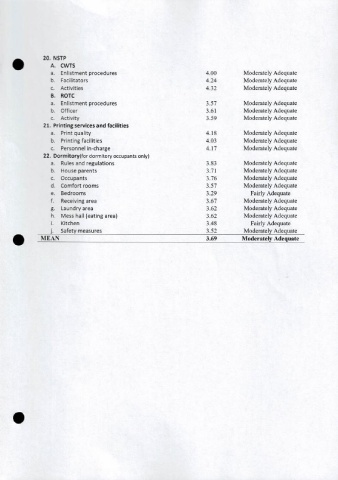 20. NSTP
A. CWTS
a. Enlistment procedures 4.00 Moderately Adequate
b. Facilitators 4.24 Moderately Adequate
c. Activities 4.32 Moderately Adequate
B. ROTC
a. Enlistment procedures 3.57 Moderately Adequate
b. Officer 3.61 Moderately Adequate
c. Activity 3.59 Moderately Adequate
21. Printing services and facilities
a. Print quality 4.18 Moderately Adequate
b. Printing facilities 4.03 Moderately Adequate
c. Personnel in-charge 4.17 Moderately Adequate
22. Dormitory(for dormitory occupants only)
a. Rules and regulations 3.83 Moderately Adequate
b. House parents 3.71 Moderately Adequate
c. Occupants 3.76 Moderately Adequate
d. Comfort rooms 3.57 Moderately Adequate
e. Bedrooms 3.29 Fairly Adequate
f. Receiving area 3.67 Moderately Adequate
g. Laundry area 3.62 Moderately Adequate
h. Mess hall (eating area) 3.62 Moderately Adequate
i. Kitchen 3.48 Fairly Adequate
j. Safety measures 3.52 Moderately Adequate
MEAN 3.69 Moderately Adequate